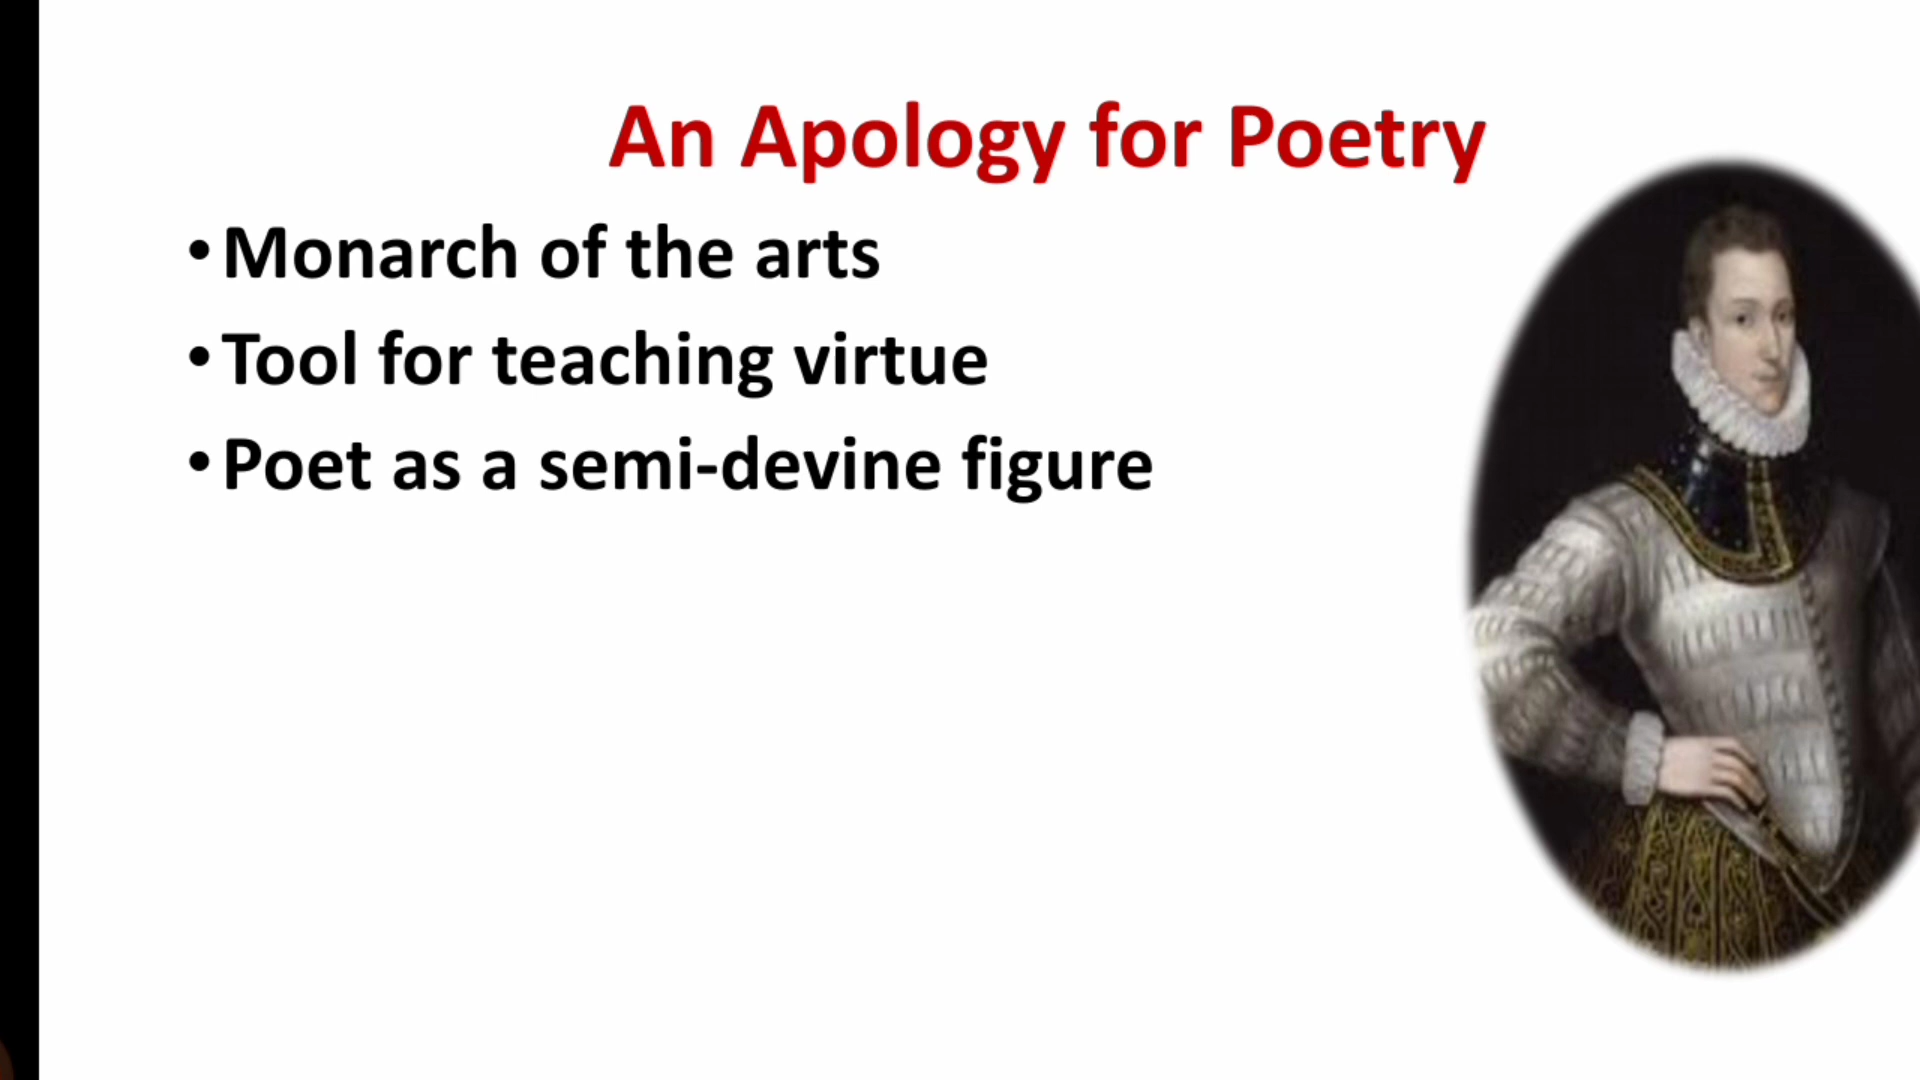 An Apology for Poetry
• Monarch of the arts
• Tool for teaching virtue
• Poet as a semi-devine figure